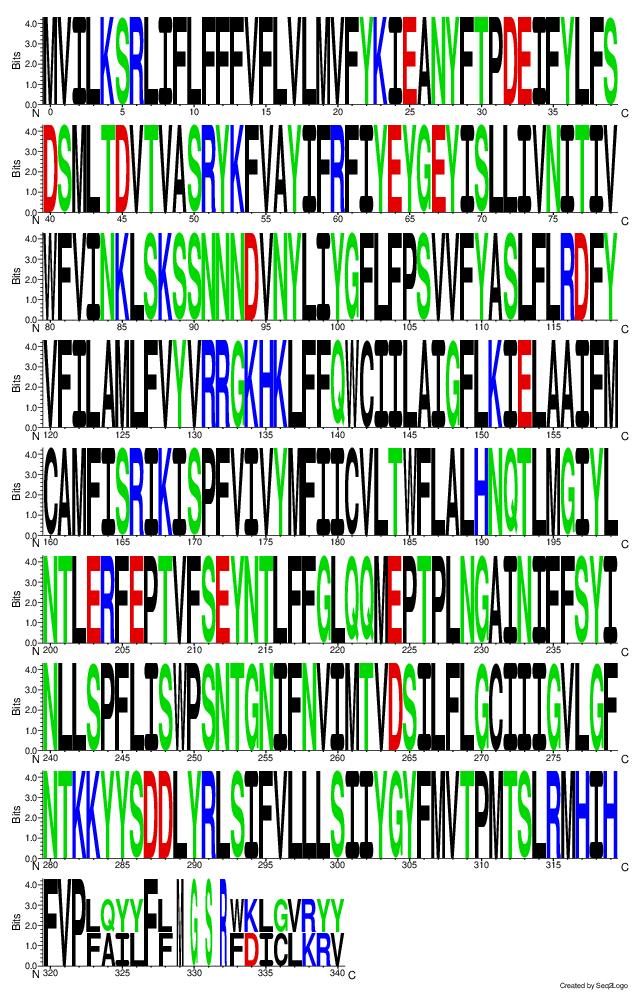 4.0
3.0
2.0
1.0
0.0
Bits
MVILKSRLIFLFFFVFLVLMVFYKIEANYFTPDEIFYLFS
N 0 5 10 15 20 25 30 35 C
4.0
3.0
2.0
1.0
0.0
Bits
DSMLTDVTVASRYKFVAYIFRFIYEYGEYISLLIVNITIV
N 40 45 50 55 60 65 70 75 C
4.0
3.0
2.0
1.0
0.0
Bits
WFVINKLSKSSNNNDVNYLIYGFLFPSVVFYASLFLRDFY
N 80 85 90 95 100 105 110 115 C
4.0
3.0
2.0
1.0
0.0
Bits
VFILAMLFVYVRRGKHKLFFQWCIILAIGFLKIELAAIFM
N 120 125 130 135 140 145 150 155 C
4.0
3.0
2.0
1.0
0.0
Bits
CAMFISRIKISPFVIVYMFIICVLTWFLALHNQTLMGIYL
N 160 165 170 175 180 185 190 195 C
4.0
3.0
2.0
1.0
0.0
Bits
NTLERFEPTVFSEYNTLFFGLQQMEPTPLNGAINIFFSYI
N 200 205 210 215 220 225 230 235 C
4.0
3.0
2.0
1.0
0.0
Bits
NLLSPFLISWPSNTGNIFNVIMTVDSILFLGCIIIGVLGF
N 240 245 250 255 260 265 270 275 C
4.0
3.0
2.0
1.0
0.0
Bits
NTKKYYSDDLYRLSIFVLLLSIIYGYFMVTPMTSLRMHIH
N 280 285 290 295 300 305 310 315 C
4.0
3.0
2.0
1.0
0.0
Bits
FVPLQYYFLMGSRWKLGVRYY
FAILFFDICLKRV
N 320 325 330 335 340 C
Created by Seq2Logo